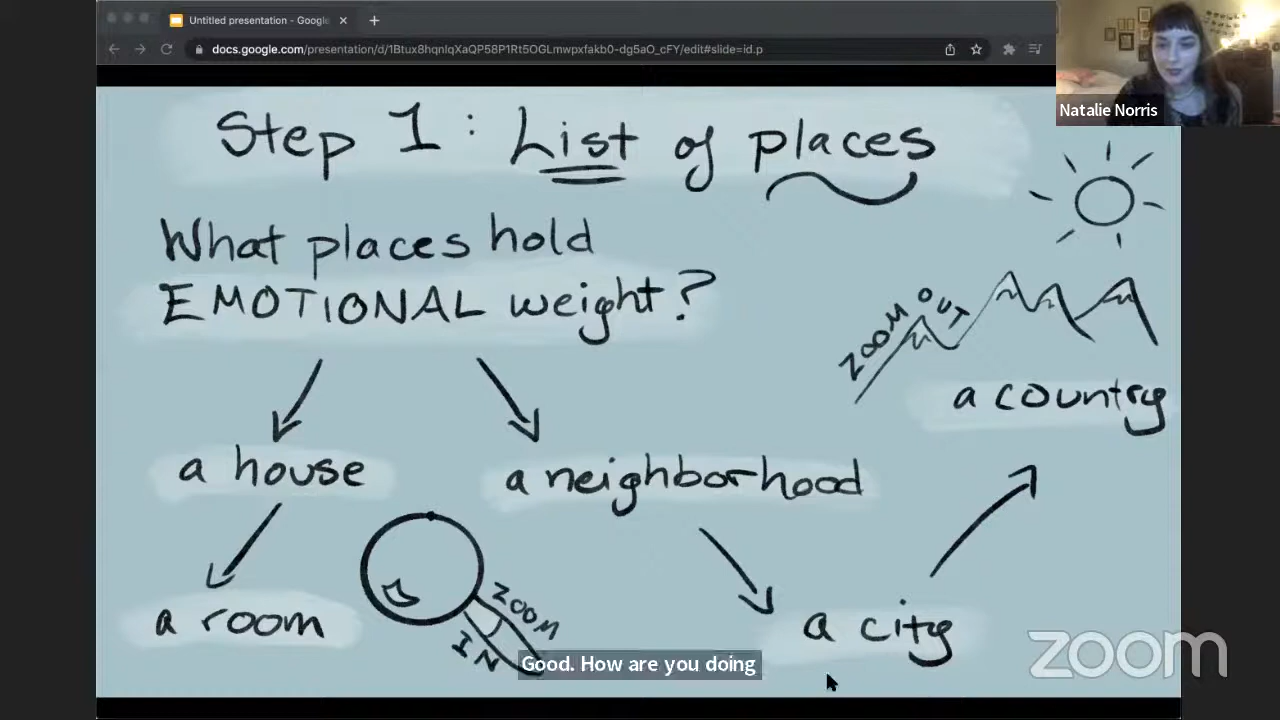 Untitled presentation - Google
docs.google.com/presentation/d/1Btux8hqnlqXaQP58P1Rt5OGLmwpxfakb0-dg5aO_cFY/edit#slide=id.p
Natalie Norris
Step 1: List of places
What places hold
EMOTIONAL weight?
ZOOM OUT
a country
a house
a neighborhood
ZOOM
IN
a room
a city
Good. How are you doing
zoom